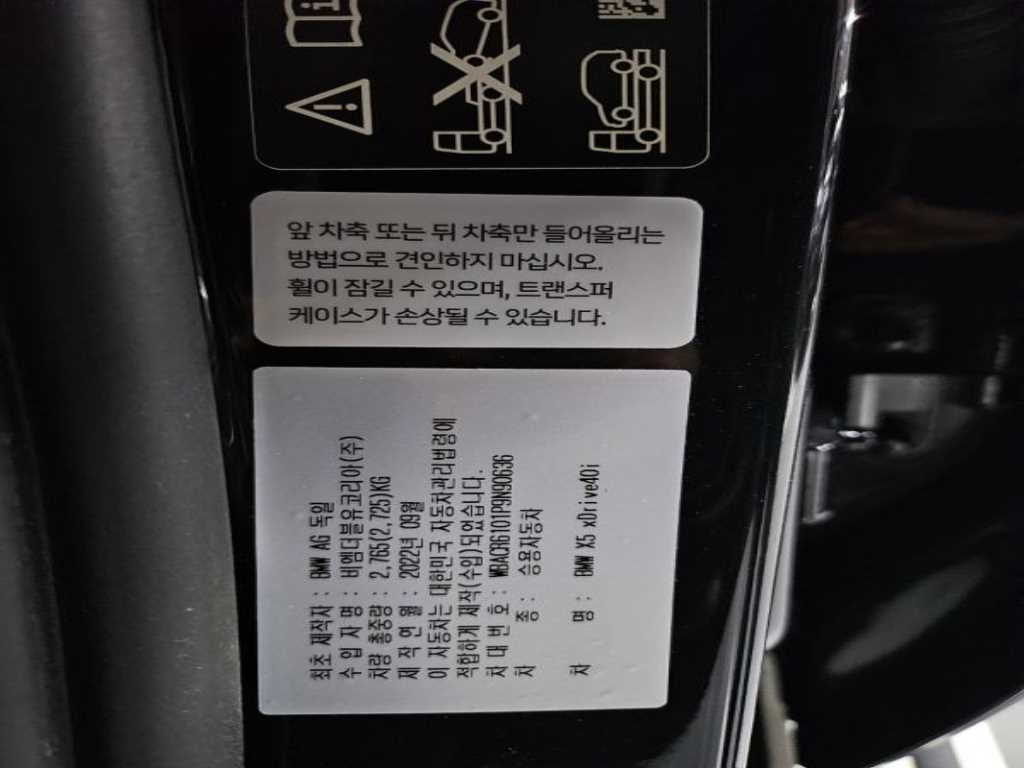 앞 차축 또는 뒤 차축만 들어올리는
방법으로 견인하지 마십시오.
휠이 잠길 수 있으며, 트랜스퍼
케이스가 손상될 수 있습니다.
최초 제작자 : BMW AG 독일
수 입 자 명 : 비엠더블유코리아(주)
차량 총중량 : 2,765(2,725)KG
제 작 연 월 : 2022년 09월
이 자동차는 대한민국 자동차관리법령에
적합하게 제작(수입)되었습니다.
차 대 번 호 : WBACR6101P9N90636
차 종 : 승용자동차
차 명 : BMW X5 xDrive40i